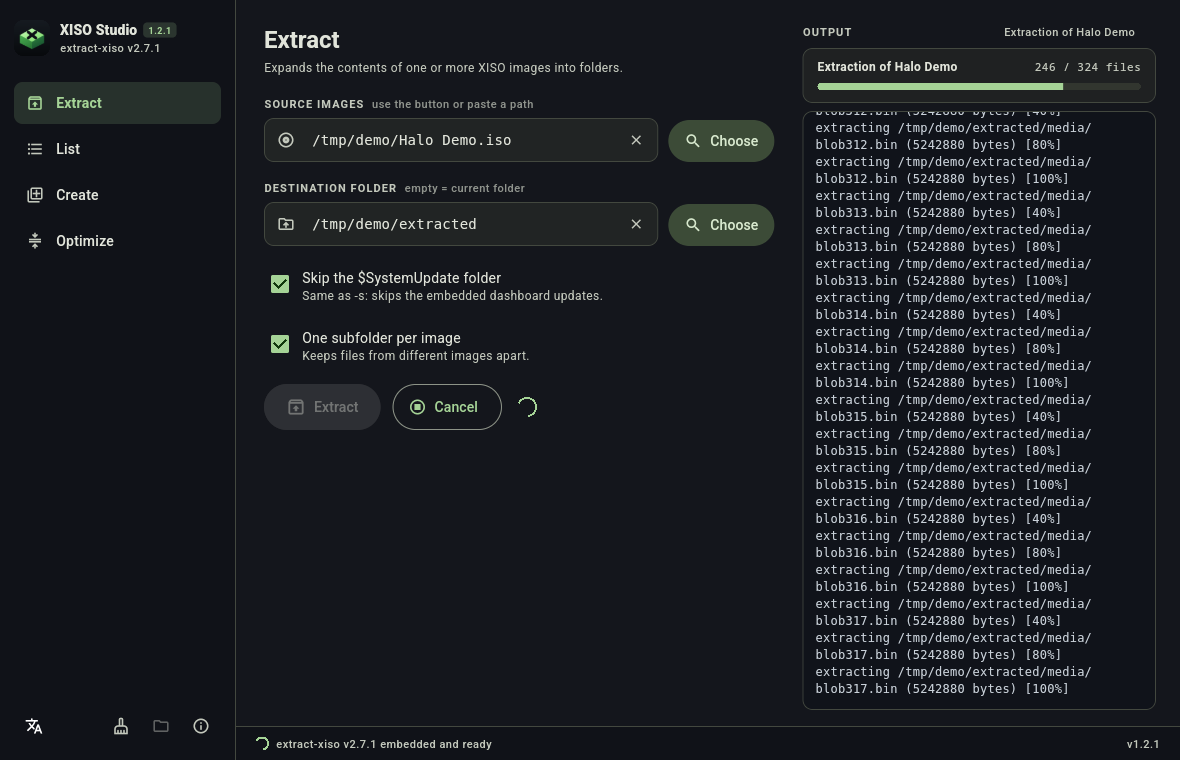 XISO Studio 1.2.1
extract-xiso v2.7.1
Extract
List
Create
Optimize
Extract
Expands the contents of one or more XISO images into folders.
SOURCE IMAGES use the button or paste a path
/tmp/demo/Halo Demo.iso
Choose
DESTINATION FOLDER empty = current folder
/tmp/demo/extracted
Choose
Skip the $SystemUpdate folder
Same as -s: skips the embedded dashboard updates.
One subfolder per image
Keeps files from different images apart.
Extract
Cancel
OUTPUT Extraction of Halo Demo
Extraction of Halo Demo 246 / 324 files
blob312.bin (5242880 bytes) [40%]
extracting /tmp/demo/extracted/media/
blob312.bin (5242880 bytes) [80%]
extracting /tmp/demo/extracted/media/
blob312.bin (5242880 bytes) [100%]
extracting /tmp/demo/extracted/media/
blob313.bin (5242880 bytes) [40%]
extracting /tmp/demo/extracted/media/
blob313.bin (5242880 bytes) [80%]
extracting /tmp/demo/extracted/media/
blob313.bin (5242880 bytes) [100%]
extracting /tmp/demo/extracted/media/
blob314.bin (5242880 bytes) [40%]
extracting /tmp/demo/extracted/media/
blob314.bin (5242880 bytes) [80%]
extracting /tmp/demo/extracted/media/
blob314.bin (5242880 bytes) [100%]
extracting /tmp/demo/extracted/media/
blob315.bin (5242880 bytes) [40%]
extracting /tmp/demo/extracted/media/
blob315.bin (5242880 bytes) [80%]
extracting /tmp/demo/extracted/media/
blob315.bin (5242880 bytes) [100%]
extracting /tmp/demo/extracted/media/
blob316.bin (5242880 bytes) [40%]
extracting /tmp/demo/extracted/media/
blob316.bin (5242880 bytes) [80%]
extracting /tmp/demo/extracted/media/
blob316.bin (5242880 bytes) [100%]
extracting /tmp/demo/extracted/media/
blob317.bin (5242880 bytes) [40%]
extracting /tmp/demo/extracted/media/
blob317.bin (5242880 bytes) [80%]
extracting /tmp/demo/extracted/media/
blob317.bin (5242880 bytes) [100%]
extract-xiso v2.7.1 embedded and ready
v1.2.1